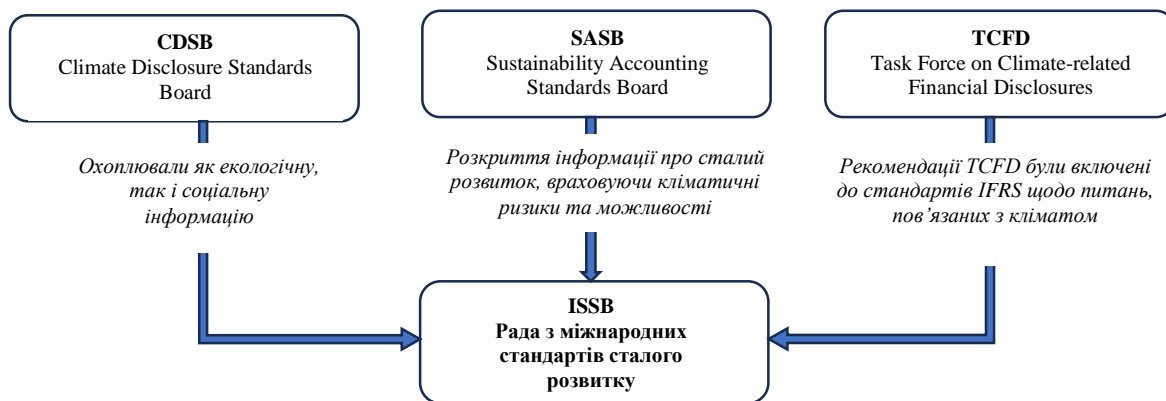 CDSB
Climate Disclosure Standards
Board
SASB
Sustainability Accounting
Standards Board
TCFD
Task Force on Climate-related
Financial Disclosures
Охоплювали як екологічну,
так і соціальну
інформацію
Розкриття інформації про сталий
розвиток, враховуючи кліматичні
ризики та можливості
Рекомендації TCFD були включені
до стандартів IFRS щодо питань,
пов’язаних з кліматом
ISSB
Рада з міжнародних
стандартів сталого
розвитку